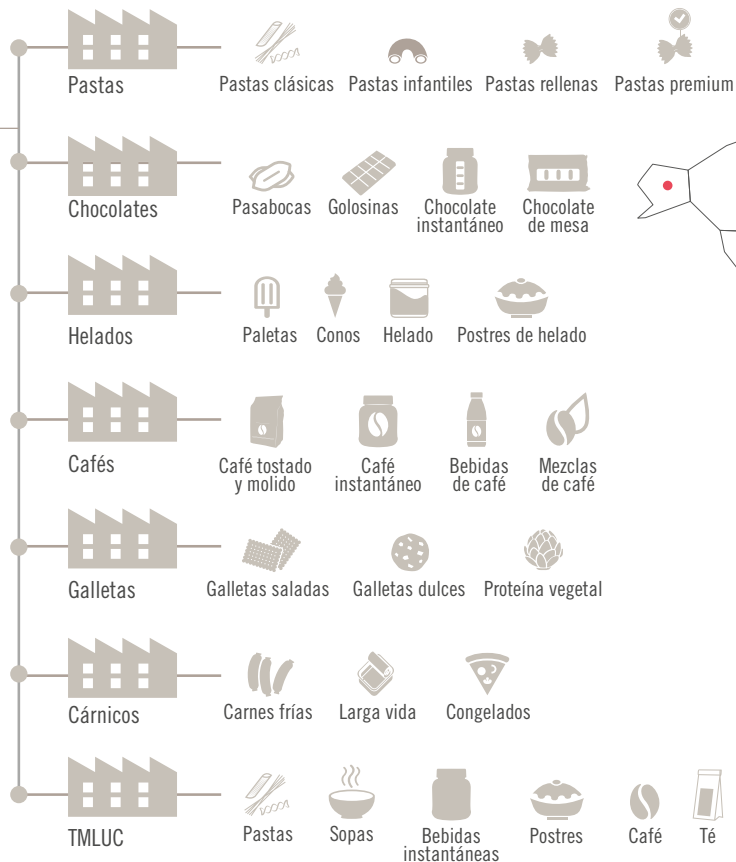 Pastas
Pastas clásicas
Pastas infantiles
Pastas rellenas
Pastas premium
Chocolates
Pasabocas
Golosinas
Chocolate
instantáneo
Chocolate
de mesa
Helados
Paletas
Conos
Helado
Postres de helado
Cafés
Café tostado
y molido
Café
instantáneo
Bebidas
de café
Mezclas
de café
Galletas
Galletas saladas
Galletas dulces
Proteína vegetal
Cárnicos
Carnes frías
Larga vida
Congelados
TMLUC
Pastas
Sopas
Bebidas
instantáneas
Postres
Café
Té